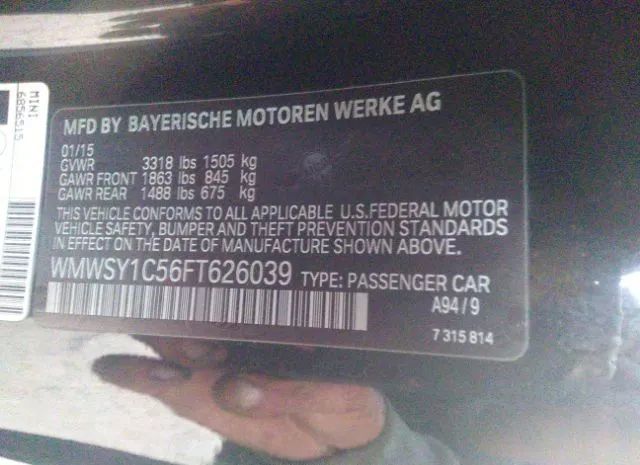 MINI
6856515
MFD BY BAYERISCHE MOTOREN WERKE AG
01/15
GVWR 3318 lbs 1505 kg
GAWR FRONT 1863 lbs 845 kg
GAWR REAR 1488 lbs 675 kg
THIS VEHICLE CONFORMS TO ALL APPLICABLE U.S.FEDERAL MOTOR
VEHICLE SAFETY, BUMPER AND THEFT PREVENTION STANDARDS
IN EFFECT ON THE DATE OF MANUFACTURE SHOWN ABOVE.
WMWSY1C56FT626039 TYPE: PASSENGER CAR
A94/9
7 315 814